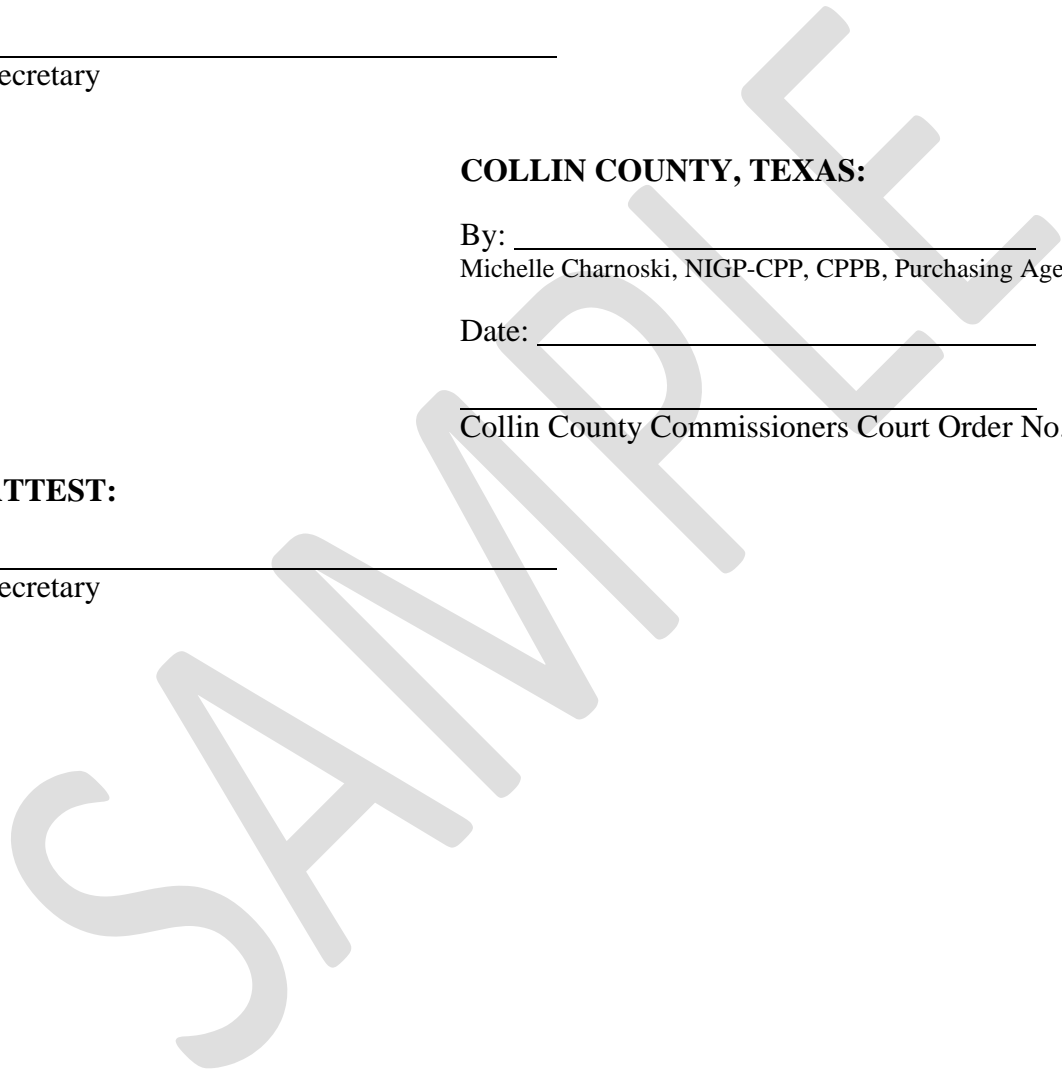 ecretary
COLLIN COUNTY, TEXAS:
By:
Michelle Charnoski, NIGP-CPP, CPPB, Purchasing Age
Date:
Collin County Commissioners Court Order No.
TTEST:
ecretary
SAMPLE